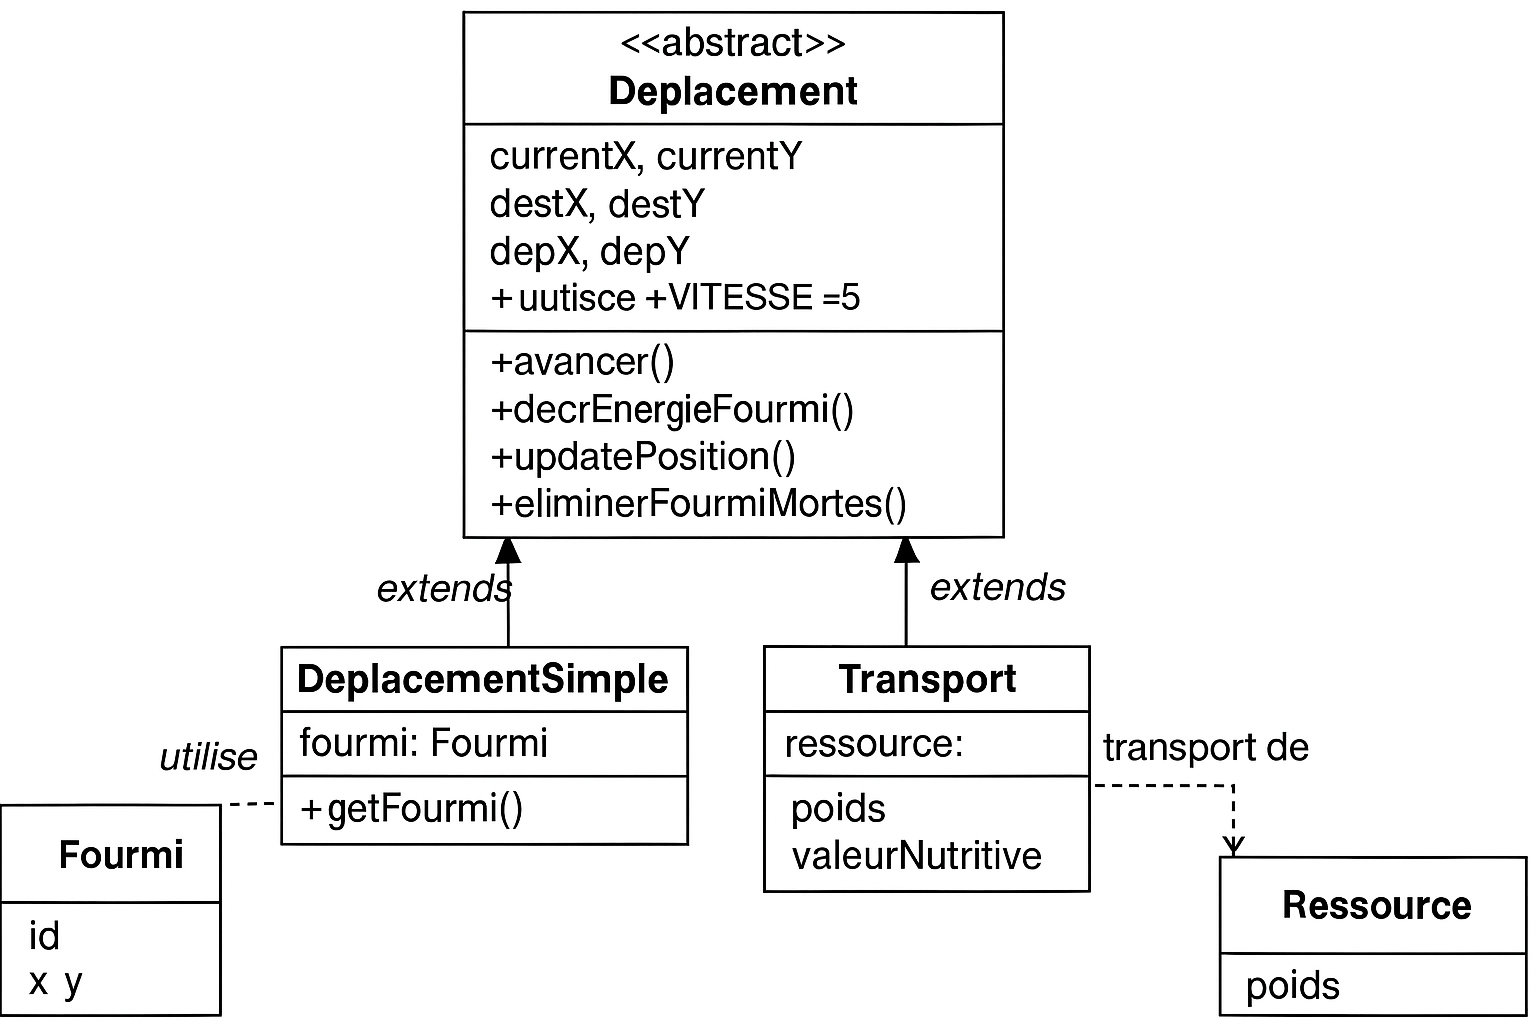 <<abstract>>
Deplacement
currentX, currentY
destX, destY
depX, depY
+uutisce +VITESSE =5
+avancer()
+decrEnergieFourmi()
+updatePosition()
+eliminerFourmiMortes()
extends
extends
DeplacementSimple
fourmi: Fourmi
+getFourmi()
utilise
Fourmi
id
x y
Transport
ressource:
poids
valeurNutritive
transport de
Ressource
poids